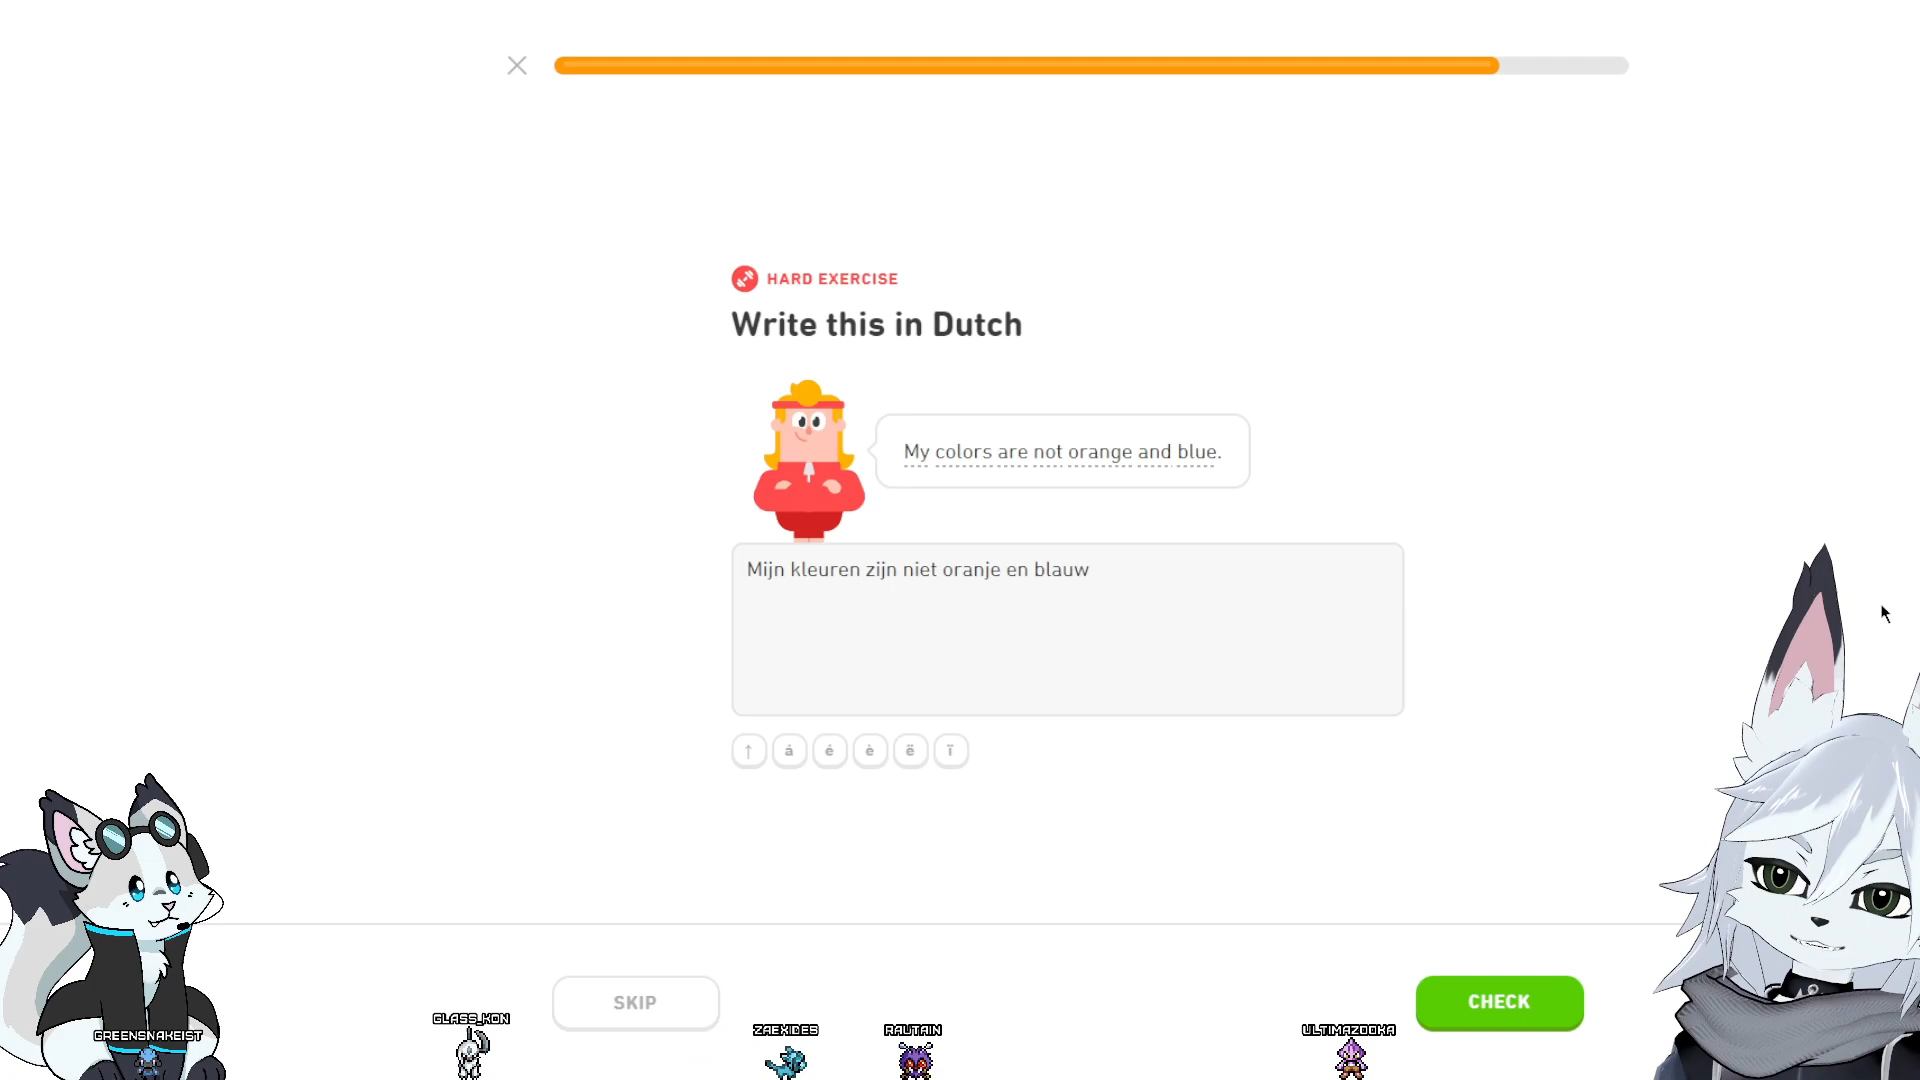 HARD EXERCISE
Write this in Dutch
My colors are not orange and blue.
Mijn kleuren zijn niet oranje en blauw
↑ á é è ë ï
SKIP
CHECK
GREENSNAKEIST
GLASS_KON
ZAEXIDES
RAUTAIN
ULTIMAZOOKA